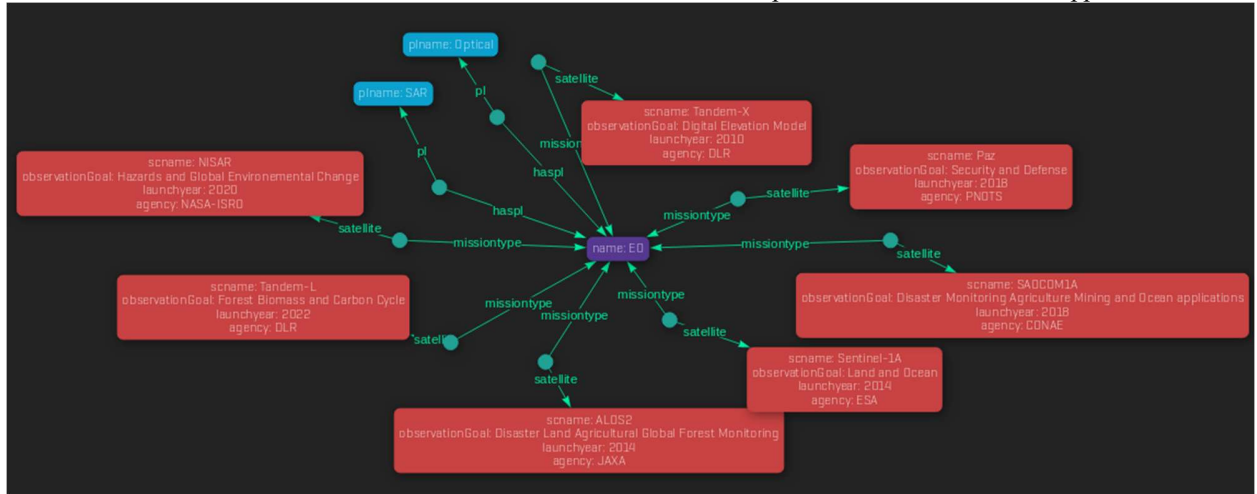 plname: Optical
satellite
pl
plname: SAR
scname: Tandem-X
observationGoal: Digital Elevation Model
launchyear: 2010
agency: DLR
mission
pl
haspl
scname: NISAR
observationGoal: Hazards and Global Environemental Change
launchyear: 2020
agency: NASA-ISRO
scname: Paz
observationGoal: Security and Defense
launchyear: 2018
agency: PNOTS
satellite
missiontype
haspl
satellite
missiontype
name: EO
missiontype
satellite
scname: Tandem-L
observationGoal: Forest Biomass and Carbon Cycle
launchyear: 2022
agency: DLR
satelli
missiontype
missiontype
missiontype
satellite
scname: SAOCOM1A
observationGoal: Disaster Monitoring Agriculture Mining and Ocean applications
launchyear: 2018
agency: CONAE
scname: Sentinel-1A
observationGoal: Land and Ocean
launchyear: 2014
agency: ESA
satellite
scname: ALOS2
observationGoal: Disaster Land Agricultural Global Forest Monitoring
launchyear: 2014
agency: JAXA